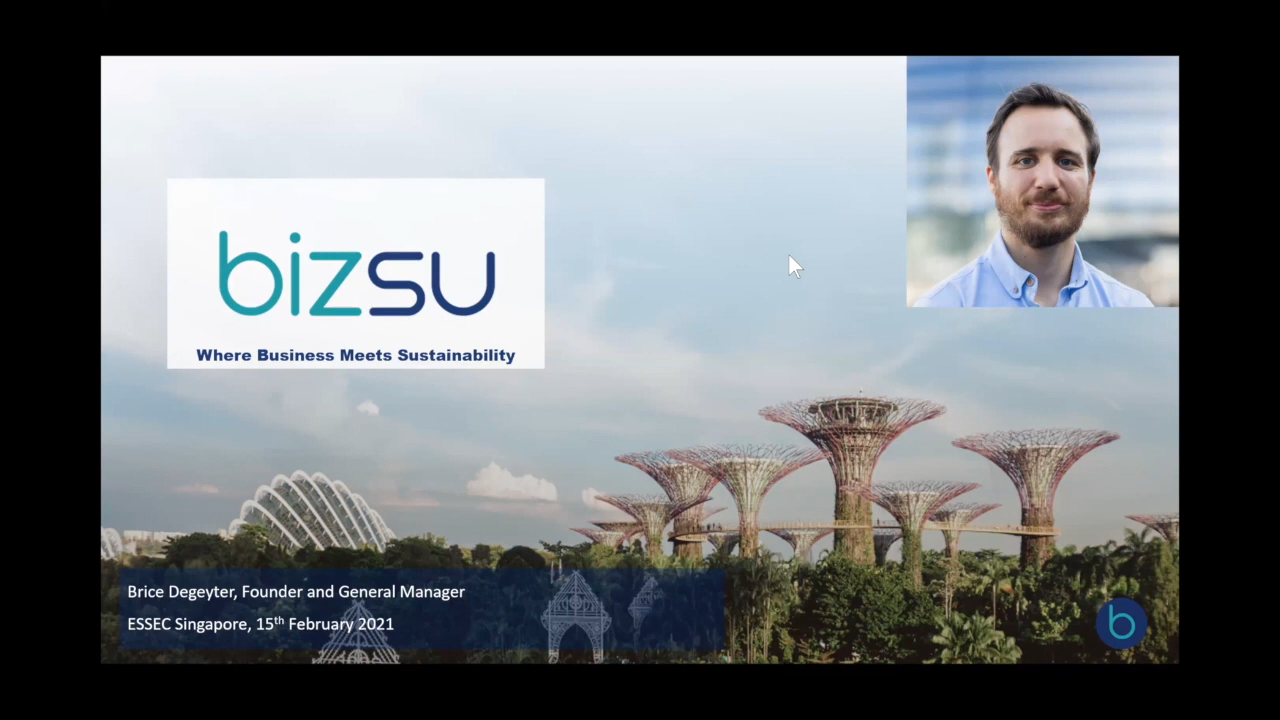 bizsu
Where Business Meets Sustainability
Brice Degeyter, Founder and General Manager
ESSEC Singapore, 15th February 2021
b